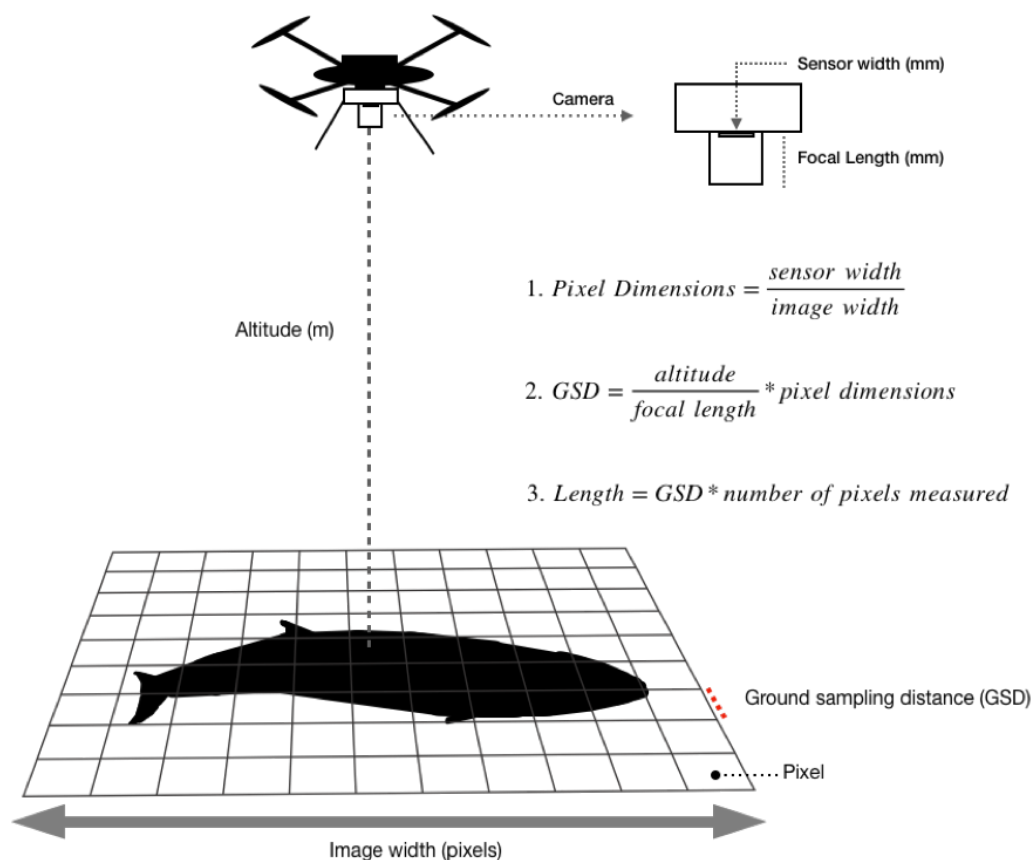 Sensor width (mm)
Camera
Focal Length (mm)
1. Pixel Dimensions = sensor width / image width
Altitude (m)
2. GSD = altitude / focal length * pixel dimensions
3. Length = GSD * number of pixels measured
Ground sampling distance (GSD)
Pixel
Image width (pixels)